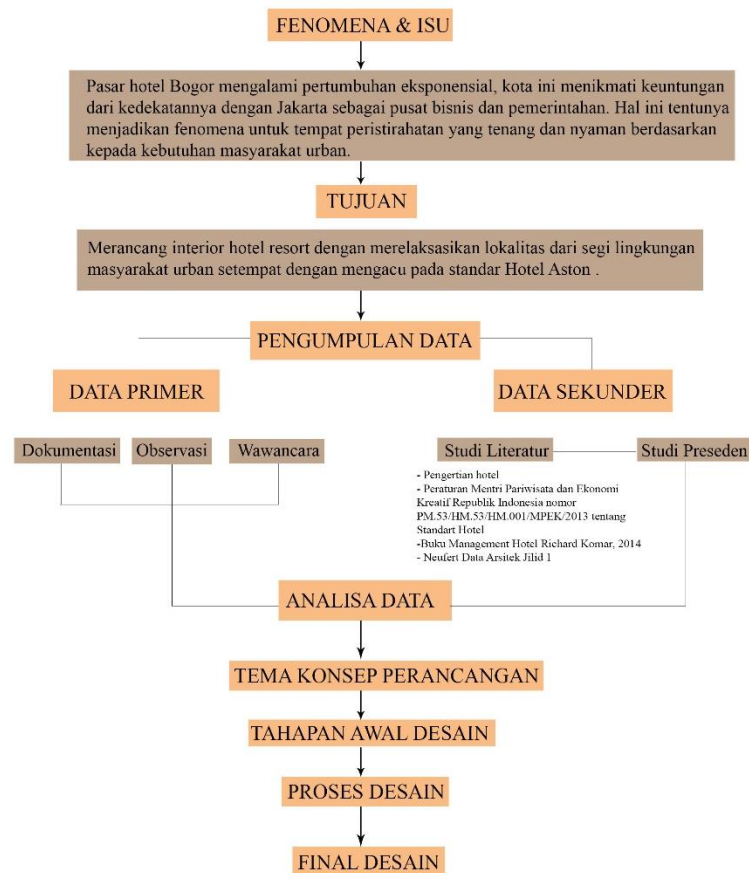 FENOMENA & ISU
Pasar hotel Bogor mengalami pertumbuhan eksponensial, kota ini menikmati keuntungan
dari kedekatannya dengan Jakarta sebagai pusat bisnis dan pemerintahan. Hal ini tentunya
menjadikan fenomena untuk tempat peristirahatan yang tenang dan nyaman berdasarkan
kepada kebutuhan masyarakat urban.
TUJUAN
Merancang interior hotel resort dengan merelaksasikan lokalitas dari segi lingkungan
masyarakat urban setempat dengan mengacu pada standar Hotel Aston .
PENGUMPULAN DATA
DATA PRIMER
DATA SEKUNDER
Dokumentasi
Observasi
Wawancara
Studi Literatur
Studi Preseden
- Pengertian hotel
- Peraturan Mentri Pariwisata dan Ekonomi
Kreatif Republik Indonesia nomor
PM.53/HM.53/HM.001/MPEK/2013 tentang
Standart Hotel
-Buku Management Hotel Richard Komar, 2014
- Neufert Data Arsitek Jilid 1
ANALISA DATA
TEMA KONSEP PERANCANGAN
TAHAPAN AWAL DESAIN
PROSES DESAIN
FINAL DESAIN